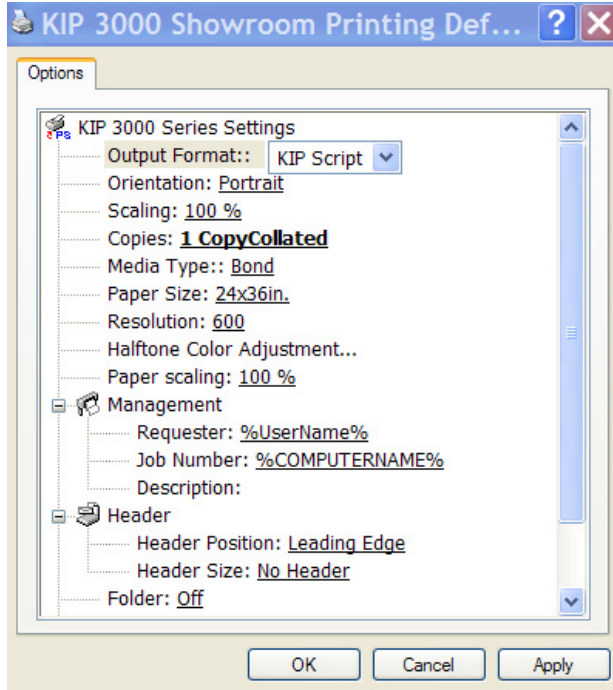 KIP 3000 Showroom Printing Def...
Options
KIP 3000 Series Settings
Output Format:: KIP Script
Orientation: Portrait
Scaling: 100 %
Copies: 1 CopyCollated
Media Type:: Bond
Paper Size: 24x36in.
Resolution: 600
Halftone Color Adjustment...
Paper scaling: 100 %
Management
Requester: %UserName%
Job Number: %COMPUTERNAME%
Description:
Header
Header Position: Leading Edge
Header Size: No Header
Folder: Off
OK Cancel Apply